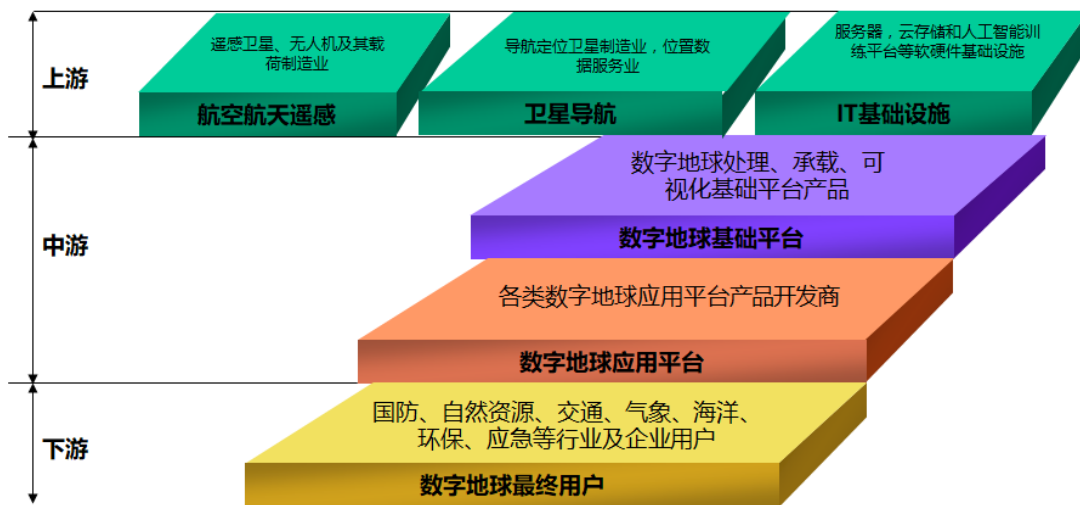 上游
遥感卫星、无人机及其载
荷制造业
航空航天遥感
导航定位卫星制造业，位置数
据服务业
卫星导航
服务器，云存储和人工智能训
练平台等软硬件基础设施
IT基础设施
中游
数字地球处理、承载、可
视化基础平台产品
数字地球基础平台
各类数字地球应用平台产品开发商
数字地球应用平台
下游
国防、自然资源、交通、气象、海洋、
环保、应急等行业及企业用户
数字地球最终用户